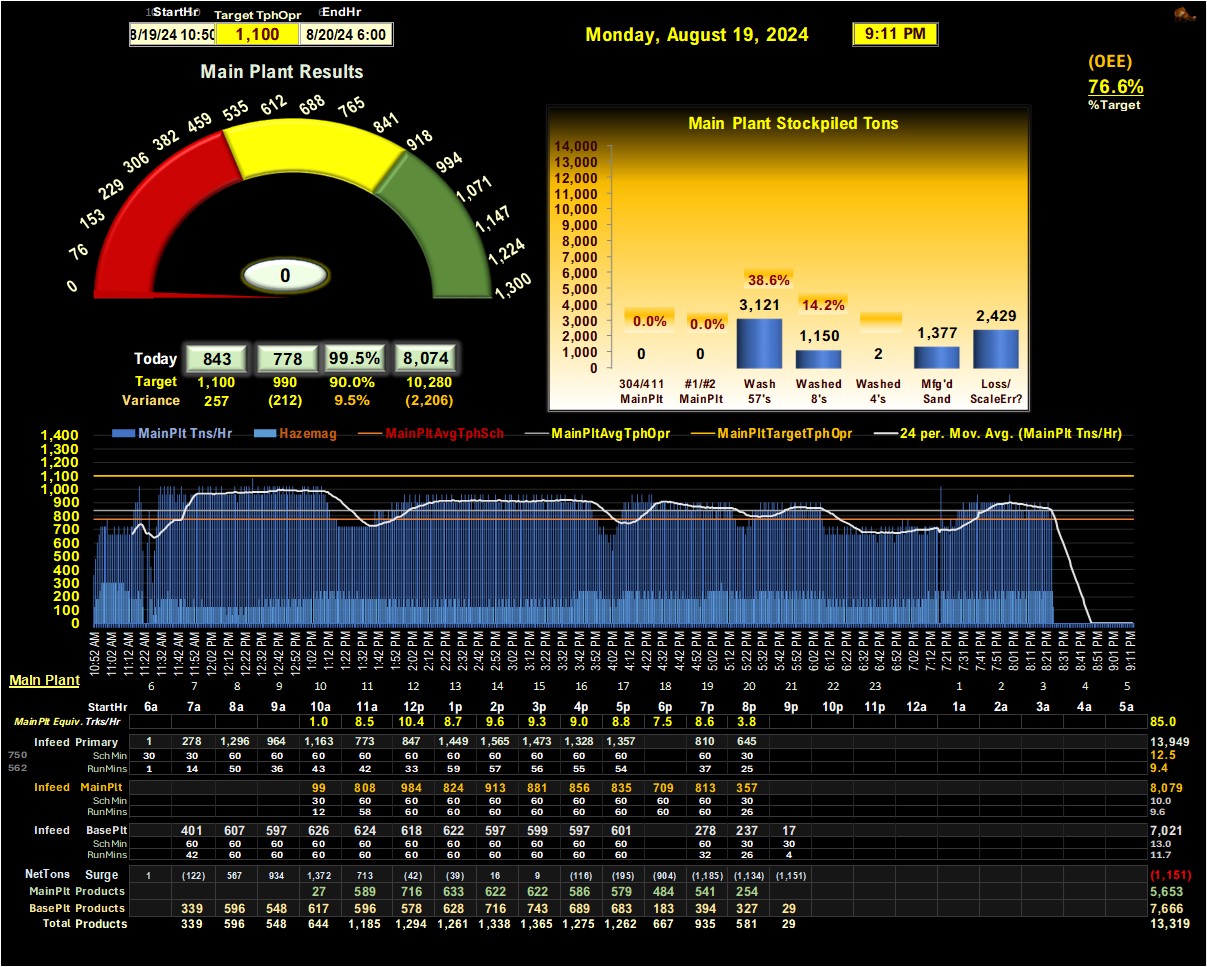 StartHr Target TphOpr EndHr
8/19/24 10:50 1,100 8/20/24 6:00
Monday, August 19, 2024 9:11 PM
(OEE)
76.6%
%Target
Main Plant Results
0 76 153 229 306 382 459 535 612 688 765 841 918 994 1,071 1,147 1,224 1,300
0
Today 843 778 99.5% 8,074
Target 1,100 990 90.0% 10,280
Variance 257 (212) 9.5% (2,206)
Main Plant Stockpiled Tons
14,000
13,000
12,000
11,000
10,000
9,000
8,000
7,000
6,000
5,000
4,000
3,000
2,000
1,000
0
38.6%
0.0% 0.0% 3,121 14.2% 2,429
0 0 1,150 2 1,377
304/411 #1/#2 Wash Washed Washed Mfg'd Loss/
MainPlt MainPlt 57's 8's 4's Sand ScaleErr?
MainPlt Tns/Hr Hazemag MainPltAvgTphSch MainPltAvgTphOpr MainPltTargetTphOpr 24 per. Mov. Avg. (MainPlt Tns/Hr)
1,400
1,300
1,200
1,100
1,000
900
800
700
600
500
400
300
200
100
0
10:52 AM 11:02 AM 11:12 AM 11:22 AM 11:32 AM 11:42 AM 11:52 AM 12:02 PM 12:12 PM 12:22 PM 12:32 PM 12:42 PM 12:52 PM 1:02 PM 1:12 PM 1:22 PM 1:32 PM 1:42 PM 1:52 PM 2:02 PM 2:12 PM 2:22 PM 2:32 PM 2:42 PM 2:52 PM 3:02 PM 3:12 PM 3:22 PM 3:32 PM 3:42 PM 3:52 PM 4:02 PM 4:12 PM 4:22 PM 4:32 PM 4:42 PM 4:52 PM 5:02 PM 5:12 PM 5:22 PM 5:32 PM 5:42 PM 5:52 PM 6:02 PM 6:12 PM 6:22 PM 6:32 PM 6:42 PM 6:52 PM 7:02 PM 7:12 PM 7:21 PM 7:31 PM 7:41 PM 7:51 PM 8:01 PM 8:11 PM 8:21 PM 8:31 PM 8:41 PM 8:51 PM 9:01 PM 9:11 PM
Main Plant 6 7 8 9 10 11 12 13 14 15 16 17 18 19 20 21 22 23 1 2 3 4 5
StartHr 6a 7a 8a 9a 10a 11a 12p 1p 2p 3p 4p 5p 6p 7p 8p 9p 10p 11p 12a 1a 2a 3a 4a 5a
MainPlt Equiv. Trks/Hr 1.0 8.5 10.4 8.7 9.6 9.3 9.0 8.8 7.5 8.6 3.8 85.0
Infeed Primary 1 278 1,296 964 1,163 773 847 1,449 1,565 1,473 1,328 1,357 810 645 13,949
750 Sch Min 30 30 60 60 60 60 60 60 60 60 60 60 60 30 12.5
562 RunMins 1 14 50 36 43 42 33 59 57 56 55 54 37 25 9.4
Infeed MainPlt 99 808 984 824 913 881 856 835 709 813 357 8,079
Sch Min 30 60 60 60 60 60 60 60 60 60 30 10.0
RunMins 12 58 60 60 60 60 60 60 60 60 26 9.6
Infeed BasePlt 401 607 597 626 624 618 622 597 599 597 601 278 237 17 7,021
Sch Min 60 60 60 60 60 60 60 60 60 60 60 60 30 30 13.0
RunMins 42 60 60 60 60 60 60 60 60 60 60 32 26 4 11.7
NetTons Surge 1 (122) 567 934 1,372 713 (42) (39) 16 9 (116) (195) (904) (1,185) (1,134) (1,151) (1,151)
MainPlt Products 27 589 716 633 622 622 586 579 484 541 254 5,653
BasePlt Products 339 596 548 617 596 578 628 716 743 689 683 183 394 327 29 7,666
Total Products 339 596 548 644 1,185 1,294 1,261 1,338 1,365 1,275 1,262 667 935 581 29 13,319